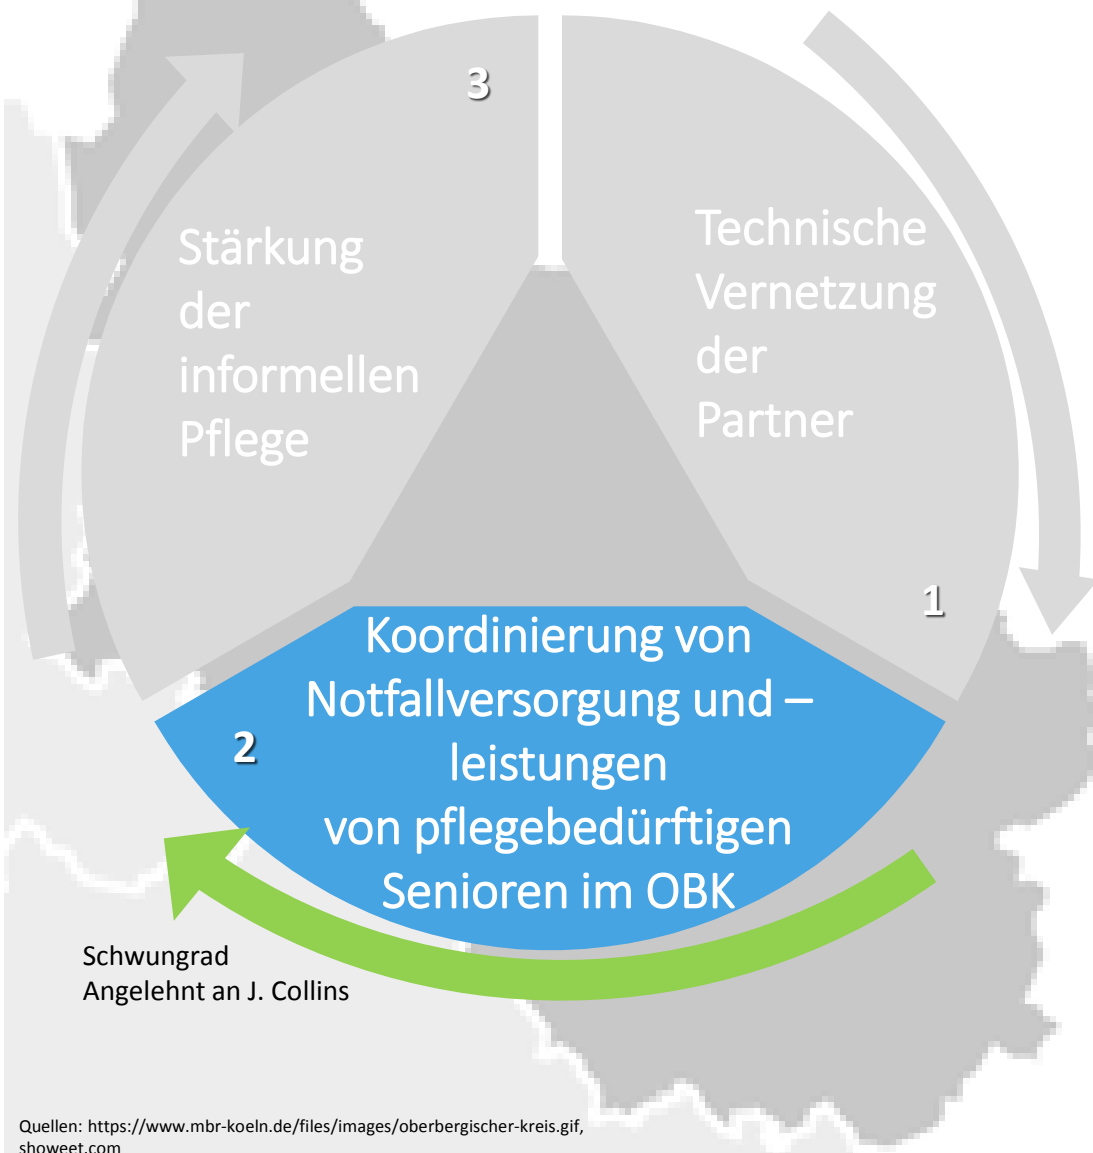 3
Stärkung
der
informellen
Pflege
Technische
Vernetzung
der
Partner
1
Koordinierung von
Notfallversorgung und –
leistungen
von pflegebedürftigen
Senioren im OBK
2
Schwungrad
Angelehnt an J. Collins
Quellen: https://www.mbr-koeln.de/files/images/oberbergischer-kreis.gif,
showeet.com